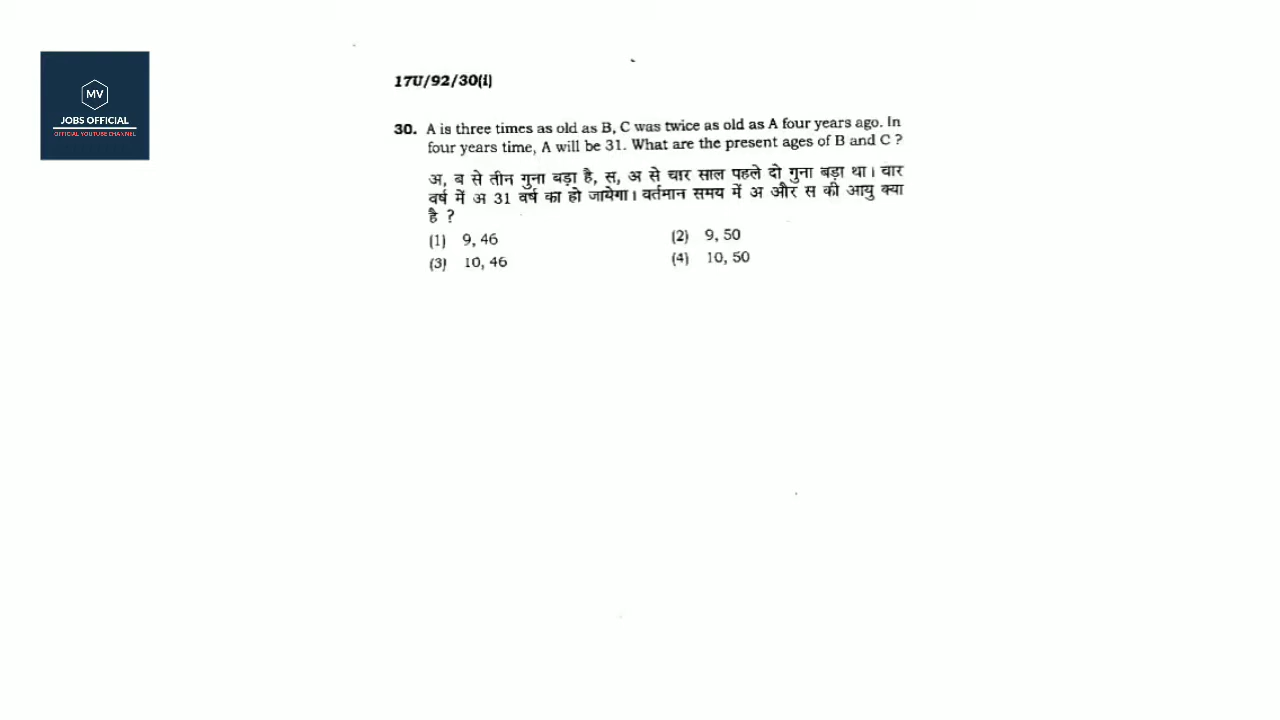 MV
JOBS OFFICIAL
OFFICIAL YOUTUBE CHANNEL
17U/92/30(i)
30. A is three times as old as B, C was twice as old as A four years ago. In
four years time, A will be 31. What are the present ages of B and C ?
अ, ब से तीन गुना बड़ा है, स, अ से चार साल पहले दो गुना बड़ा था। चार
वर्ष में अ 31 वर्ष का हो जायेगा। वर्तमान समय में अ और स की आयु क्या
है ?
(1) 9, 46 (2) 9, 50
(3) 10, 46 (4) 10, 50